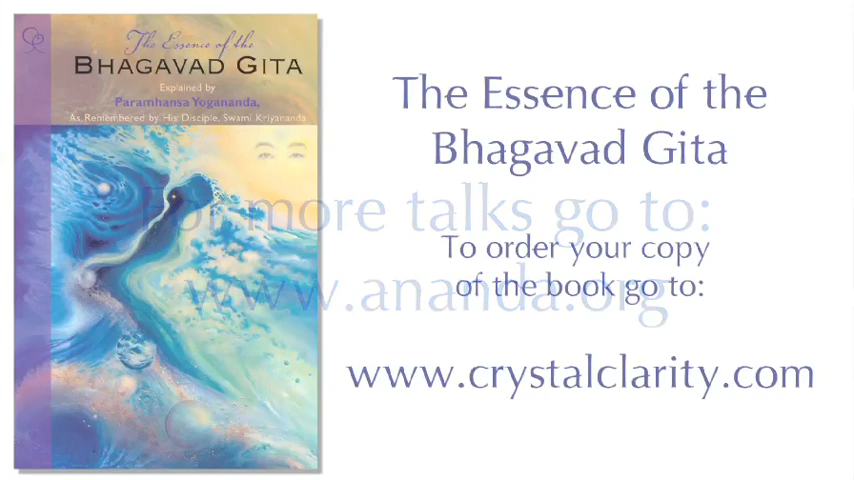 The Essence of the
BHAGAVAD GITA
Explained by
Paramhansa Yogananda,
As Remembered by His Disciple, Swami Kriyananda
The Essence of the
Bhagavad Gita
For more talks go to:
To order your copy
www.ananda.org
of the book go to:
www.crystalclarity.com